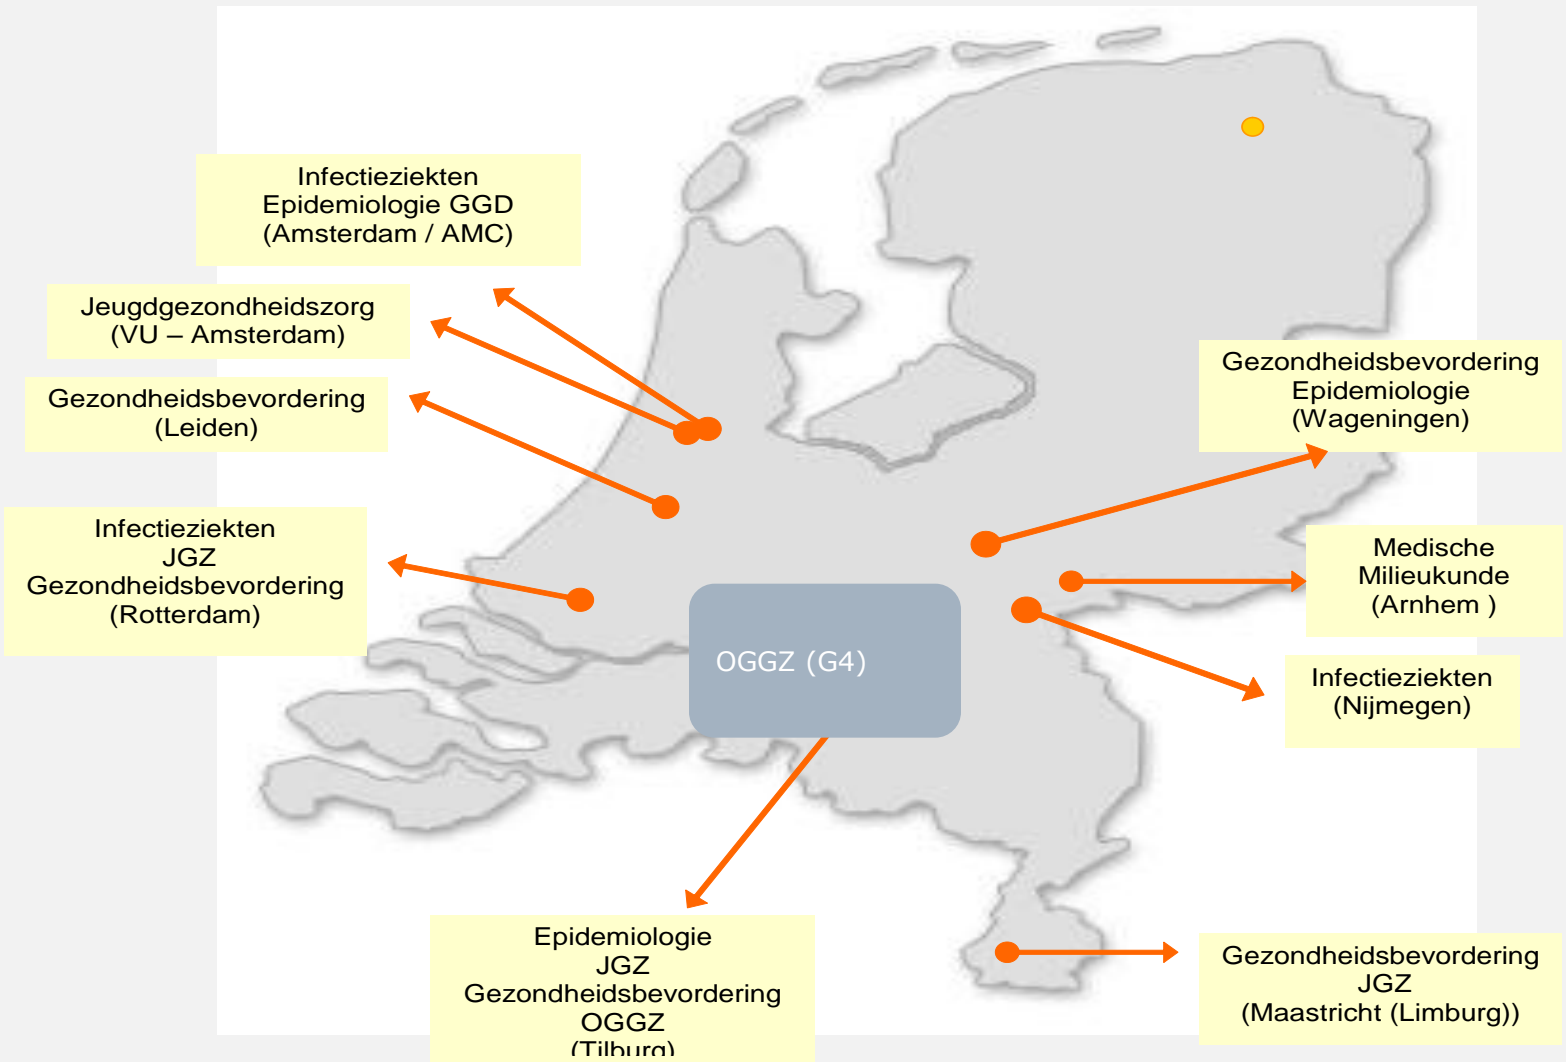 Infectieziekten
Epidemiologie GGD
(Amsterdam / AMC)
Jeugdgezondheidszorg
(VU – Amsterdam)
Gezondheidsbevordering
(Leiden)
Infectieziekten
JGZ
Gezondheidsbevordering
(Rotterdam)
Gezondheidsbevordering
Epidemiologie
(Wageningen)
Medische
Milieukunde
(Arnhem )
OGGZ (G4)
Infectieziekten
(Nijmegen)
Epidemiologie
JGZ
Gezondheidsbevordering
OGGZ
(Tilburg)
Gezondheidsbevordering
JGZ
(Maastricht (Limburg))